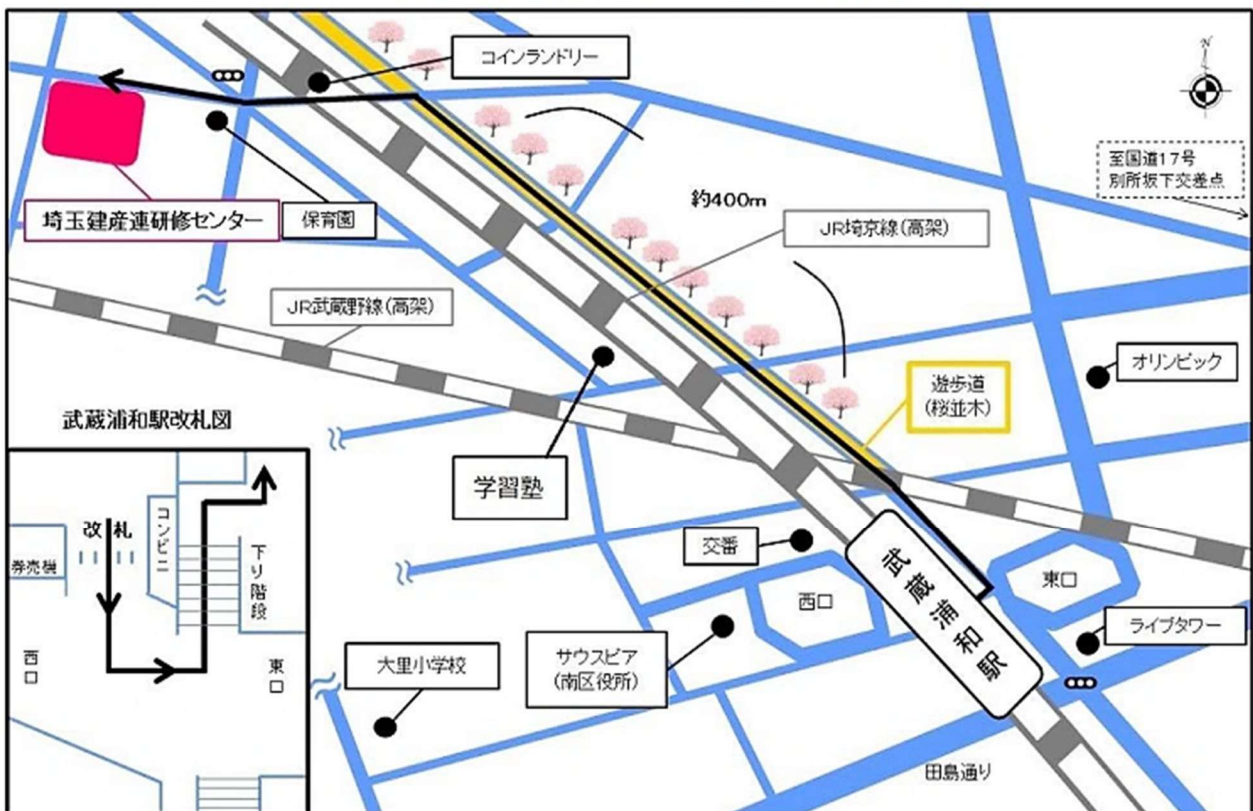 コインランドリー
N
至国道17号
別所坂下交差点
埼玉建産連研修センター
保育園
約400m
JR埼京線(高架)
JR武蔵野線(高架)
オリンピック
遊歩道
(桜並木)
武蔵浦和駅改札図
学習塾
改札
コンビニ
券売機
下り階段
西口
東口
交番
武蔵浦和駅
西口
東口
ライブタワー
サウスピア
(南区役所)
大里小学校
田島通り